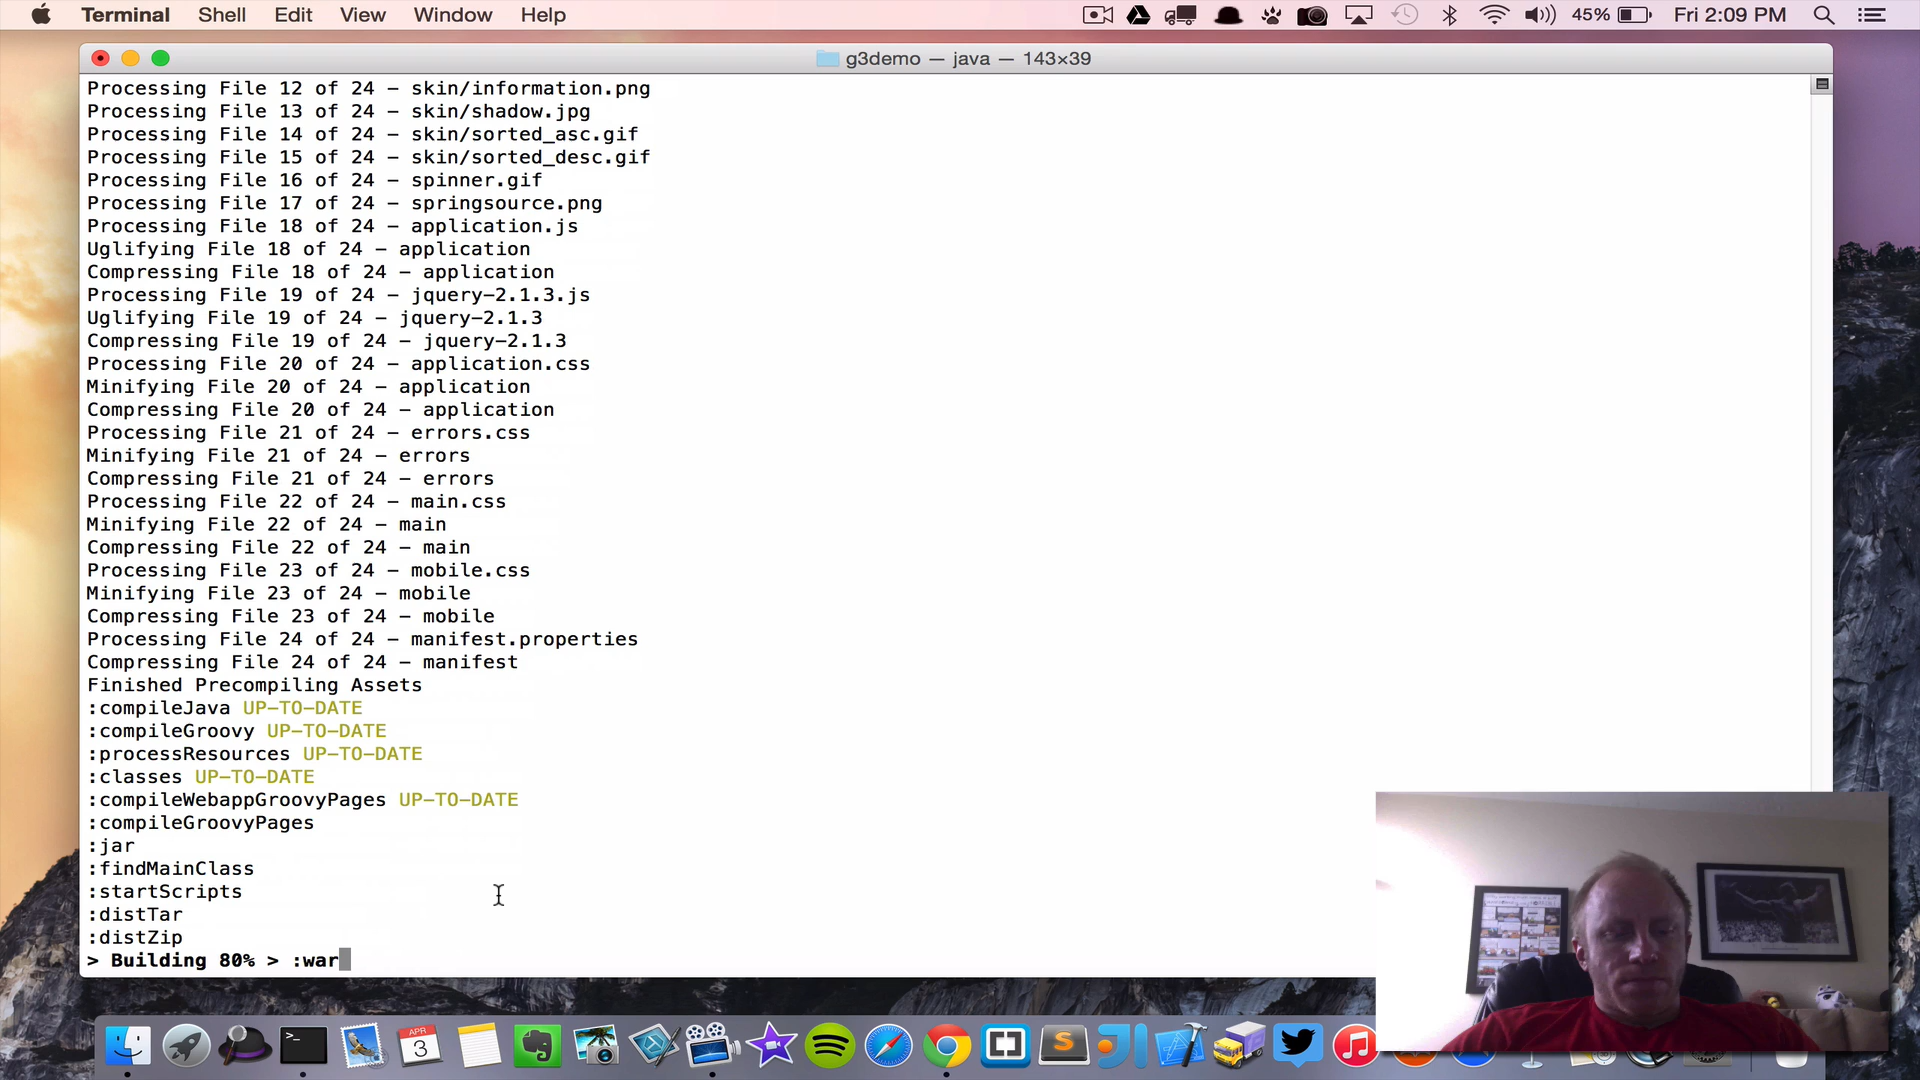 Terminal Shell Edit View Window Help 45% Fri 2:09 PM
g3demo — java — 143×39
Processing File 12 of 24 - skin/information.png
Processing File 13 of 24 - skin/shadow.jpg
Processing File 14 of 24 - skin/sorted_asc.gif
Processing File 15 of 24 - skin/sorted_desc.gif
Processing File 16 of 24 - spinner.gif
Processing File 17 of 24 - springsource.png
Processing File 18 of 24 - application.js
Uglifying File 18 of 24 - application
Compressing File 18 of 24 - application
Processing File 19 of 24 - jquery-2.1.3.js
Uglifying File 19 of 24 - jquery-2.1.3
Compressing File 19 of 24 - jquery-2.1.3
Processing File 20 of 24 - application.css
Minifying File 20 of 24 - application
Compressing File 20 of 24 - application
Processing File 21 of 24 - errors.css
Minifying File 21 of 24 - errors
Compressing File 21 of 24 - errors
Processing File 22 of 24 - main.css
Minifying File 22 of 24 - main
Compressing File 22 of 24 - main
Processing File 23 of 24 - mobile.css
Minifying File 23 of 24 - mobile
Compressing File 23 of 24 - mobile
Processing File 24 of 24 - manifest.properties
Compressing File 24 of 24 - manifest
Finished Precompiling Assets
:compileJava UP-TO-DATE
:compileGroovy UP-TO-DATE
:processResources UP-TO-DATE
:classes UP-TO-DATE
:compileWebappGroovyPages UP-TO-DATE
:compileGroovyPages
:jar
:findMainClass
:startScripts
:distTar
:distZip
> Building 80% > :war
APR
3